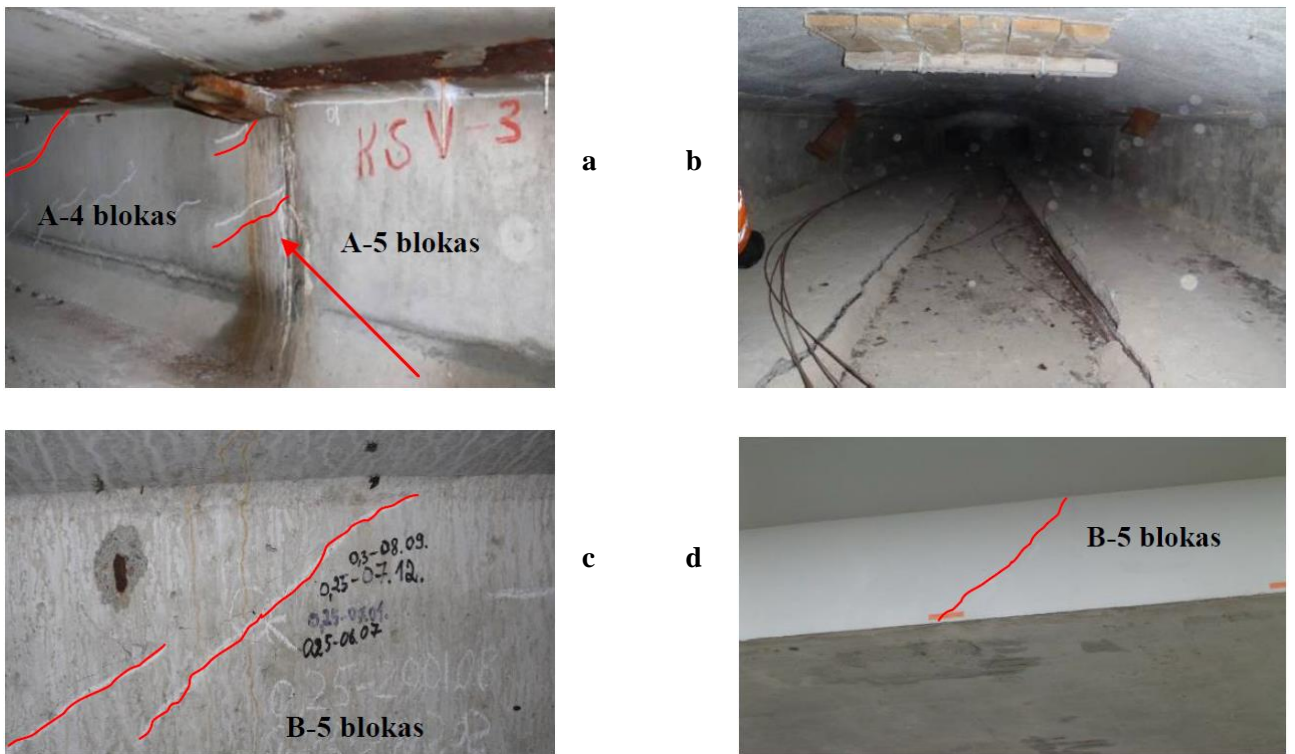 KSV-3
a
b
A-4 blokas
A-5 blokas
0,3-08.09.
c
d
B-5 blokas
0,25-07.12.
0,25-06.07
0,25-2001.08
B-5 blokas